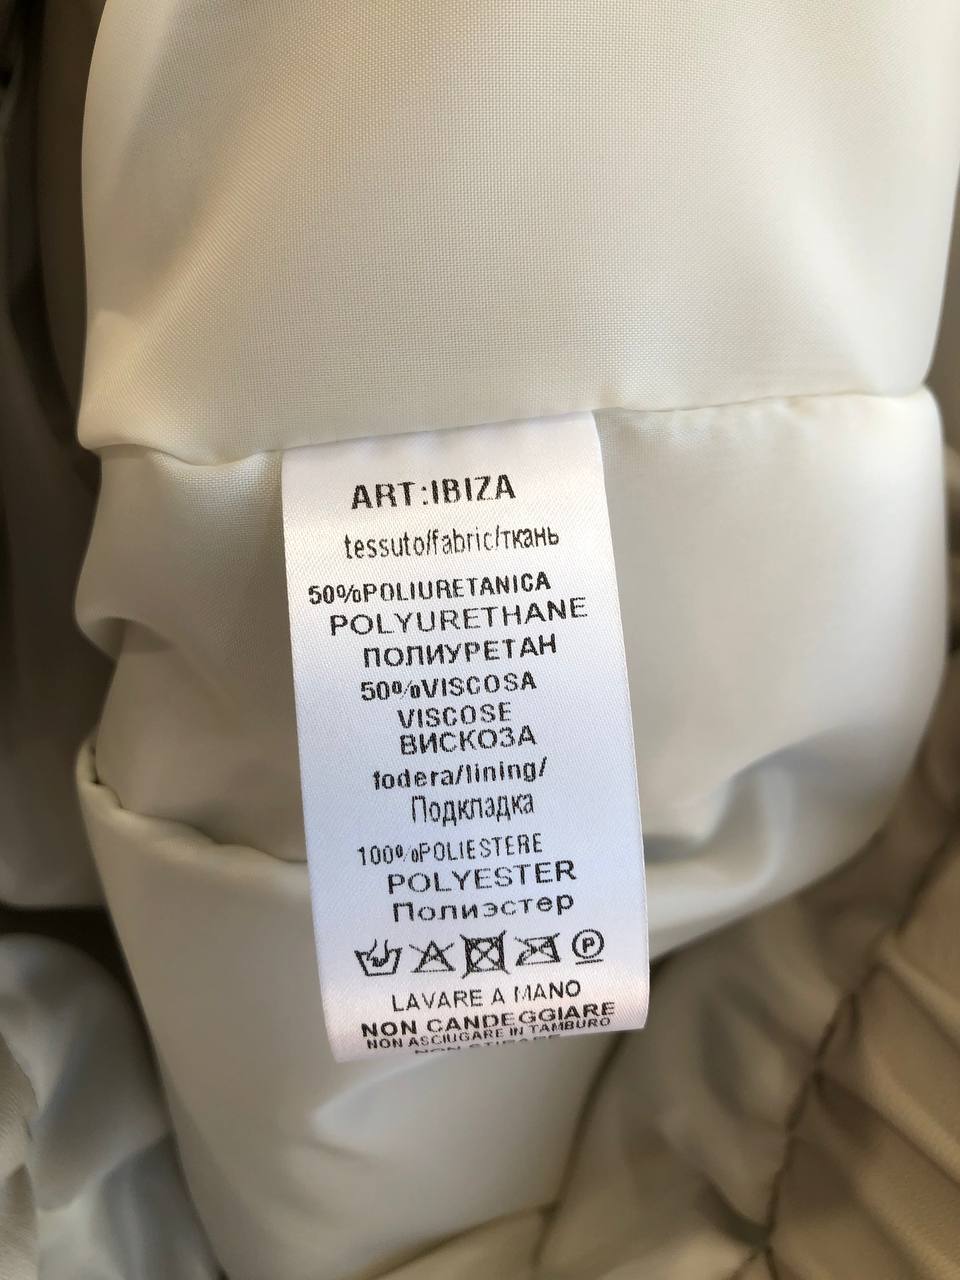 ART:IBIZA
tessuto/fabric/ткань
50%POLIURETANICA
POLYURETHANE
ПОЛИУРЕТАН
50%VISCOSA
VISCOSE
ВИСКОЗА
fodera/lining/
Подкладка
100%POLIESTERE
POLYESTER
Полиэстер
P
LAVARE A MANO
NON CANDEGGIARE
NON ASCIUGARE IN TAMBURO